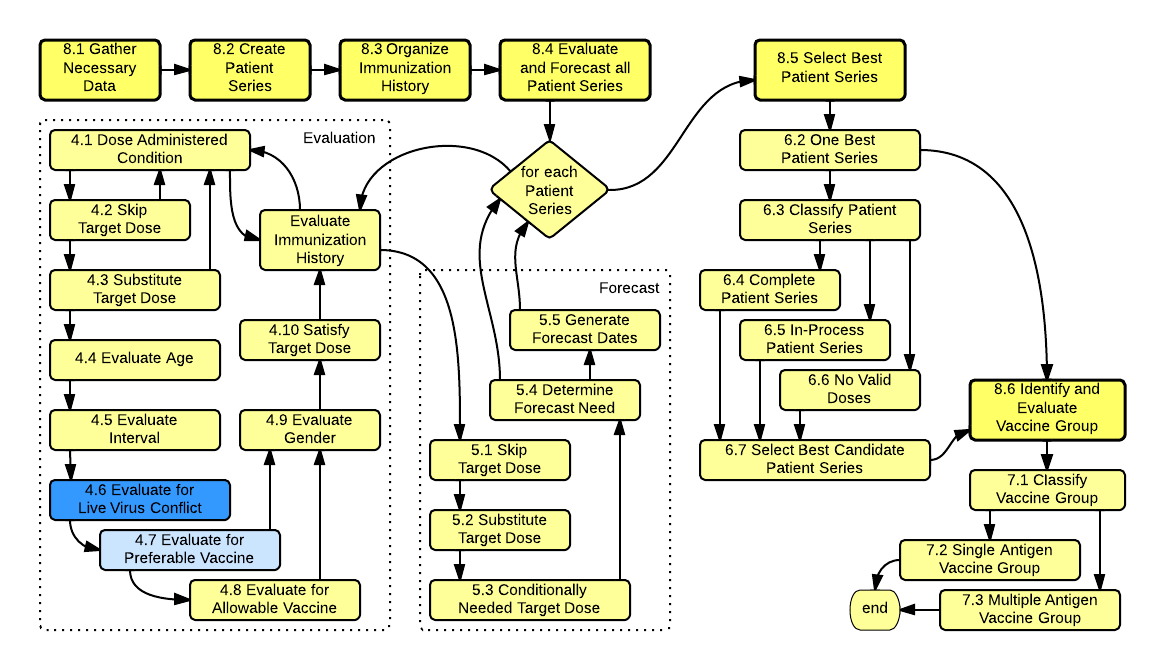 8.1 Gather
Necessary
Data
8.2 Create
Patient
Series
8.3 Organize
Immunization
History
8.4 Evaluate
and Forecast all
Patient Series
8.5 Select Best
Patient Series
Evaluation
4.1 Dose Administered
Condition
4.2 Skip
Target Dose
4.3 Substitute
Target Dose
4.4 Evaluate Age
4.5 Evaluate
Interval
4.6 Evaluate for
Live Virus Conflict
4.7 Evaluate for
Preferable Vaccine
4.8 Evaluate for
Allowable Vaccine
4.9 Evaluate
Gender
4.10 Satisfy
Target Dose
Evaluate
Immunization
History
for each
Patient
Series
Forecast
5.5 Generate
Forecast Dates
5.4 Determine
Forecast Need
5.1 Skip
Target Dose
5.2 Substitute
Target Dose
5.3 Conditionally
Needed Target Dose
6.2 One Best
Patient Series
6.3 Classify Patient
Series
6.4 Complete
Patient Series
6.5 In-Process
Patient Series
6.6 No Valid
Doses
6.7 Select Best Candidate
Patient Series
8.6 Identify and
Evaluate
Vaccine Group
7.1 Classify
Vaccine Group
7.2 Single Antigen
Vaccine Group
7.3 Multiple Antigen
Vaccine Group
end